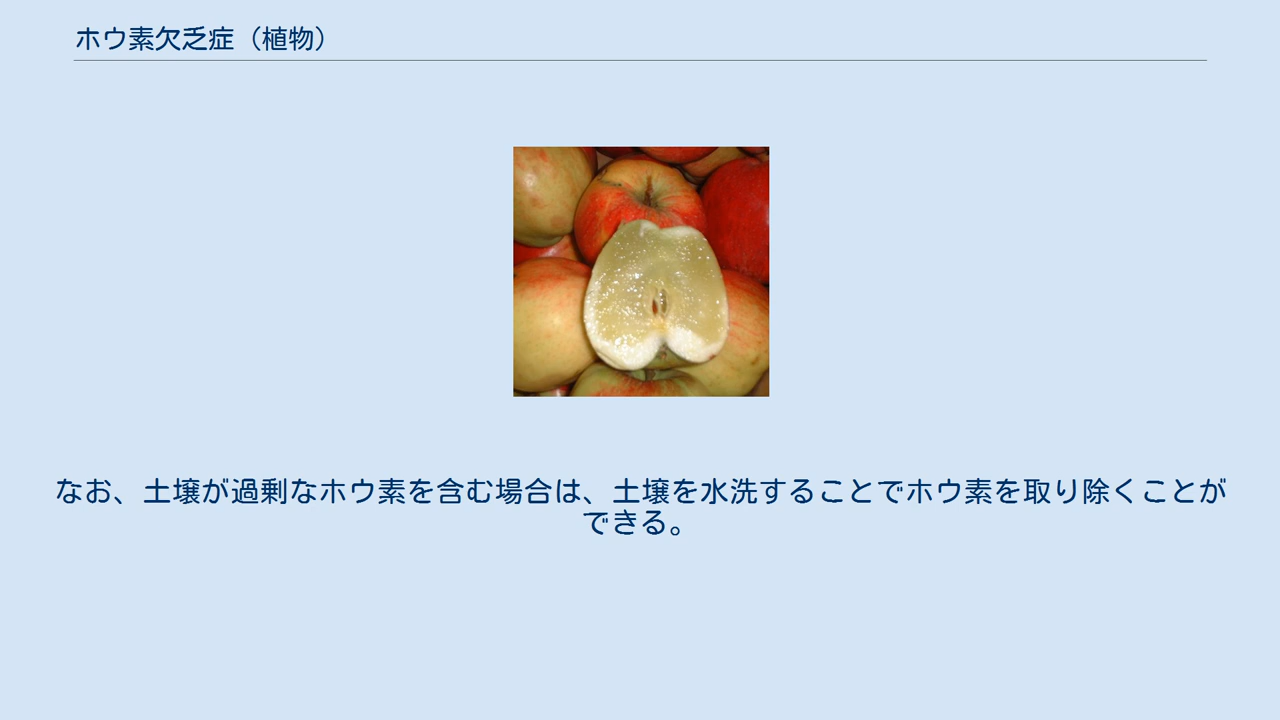 ホウ素欠乏症（植物）
なお、土壌が過剰なホウ素を含む場合は、土壌を水洗することでホウ素を取り除くことが
できる。